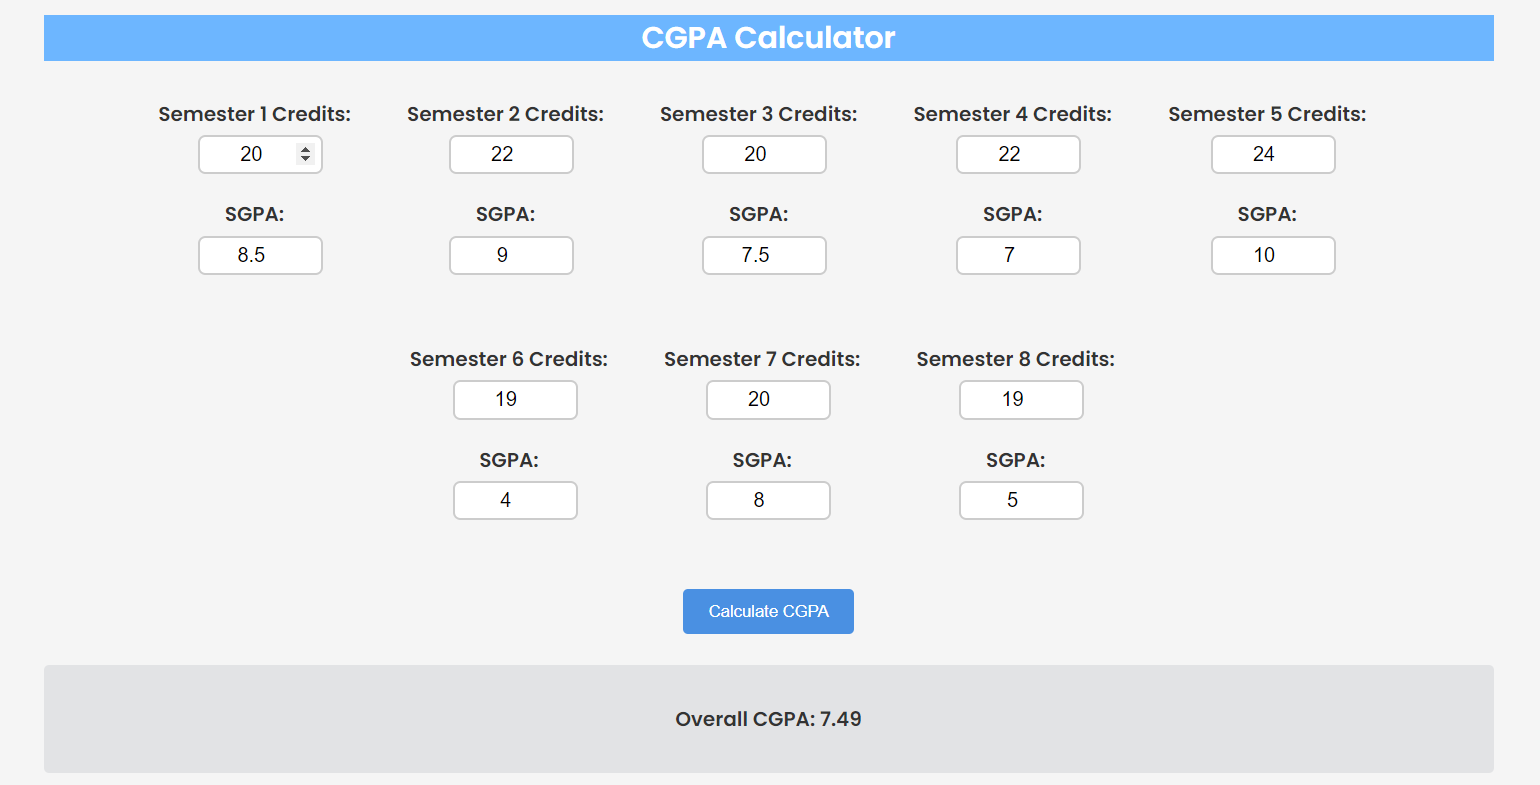 CGPA Calculator
Semester 1 Credits: Semester 2 Credits: Semester 3 Credits: Semester 4 Credits: Semester 5 Credits:
20 22 20 22 24
SGPA: SGPA: SGPA: SGPA: SGPA:
8.5 9 7.5 7 10
Semester 6 Credits: Semester 7 Credits: Semester 8 Credits:
19 20 19
SGPA: SGPA: SGPA:
4 8 5
Calculate CGPA
Overall CGPA: 7.49